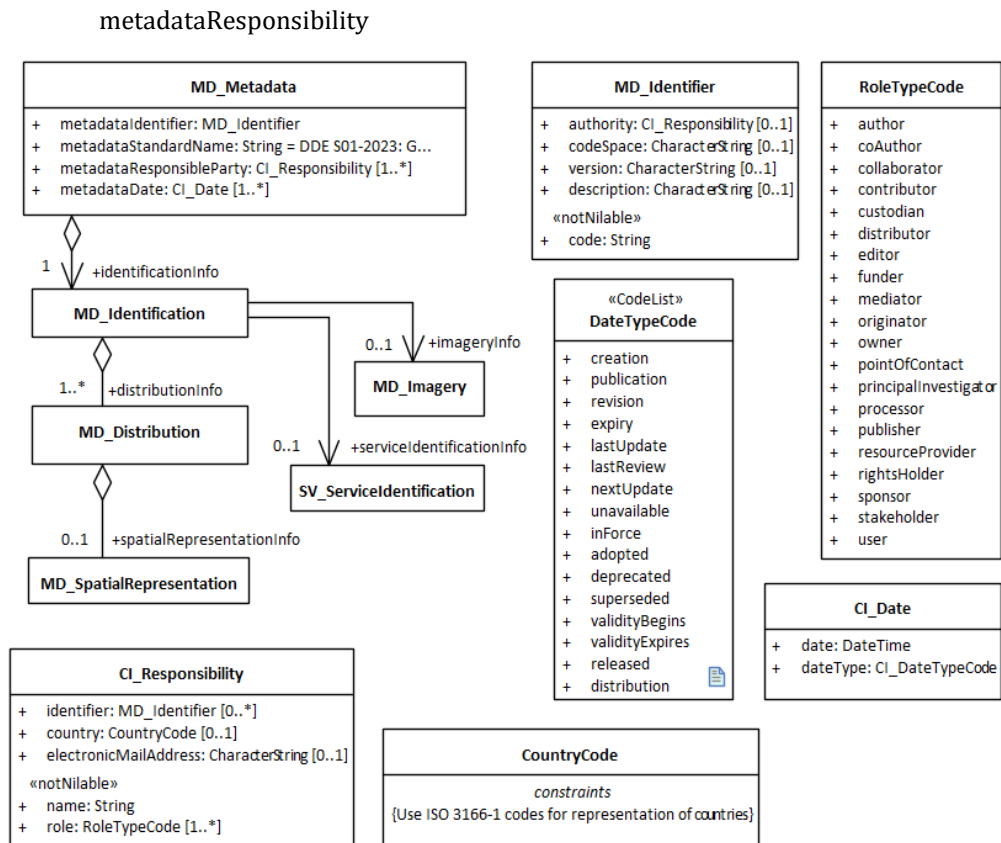 metadataResponsibility
MD_Metadata
+ metadataIdentifier: MD_Identifier
+ metadataStandardName: String = DDE S01-2023: G...
+ metadataResponsibleParty: CI_Responsibility [1..*]
+ metadataDate: CI_Date [1..*]
1
+identificationInfo
MD_Identification
0..1
+imageryInfo
MD_Imagery
1..*
+distributionInfo
MD_Distribution
0..1
+serviceIdentificationInfo
SV_ServiceIdentification
0..1
+spatialRepresentationInfo
MD_SpatialRepresentation
MD_Identifier
+ authority: CI_Responsibility [0..1]
+ codeSpace: CharacterString [0..1]
+ version: CharacterString [0..1]
+ description: CharacterString [0..1]
«notNilable»
+ code: String
«CodeList»
DateTypeCode
+ creation
+ publication
+ revision
+ expiry
+ lastUpdate
+ lastReview
+ nextUpdate
+ unavailable
+ inForce
+ adopted
+ deprecated
+ superseded
+ validityBegins
+ validityExpires
+ released
+ distribution
RoleTypeCode
+ author
+ coAuthor
+ collaborator
+ contributor
+ custodian
+ distributor
+ editor
+ funder
+ mediator
+ originator
+ owner
+ pointOfContact
+ principalInvestigator
+ processor
+ publisher
+ resourceProvider
+ rightsHolder
+ sponsor
+ stakeholder
+ user
CI_Date
+ date: DateTime
+ dateType: CI_DateTypeCode
CI_Responsibility
+ identifier: MD_Identifier [0..*]
+ country: CountryCode [0..1]
+ electronicMailAddress: CharacterString [0..1]
«notNilable»
+ name: String
+ role: RoleTypeCode [1..*]
CountryCode
constraints
{Use ISO 3166-1 codes for representation of countries}